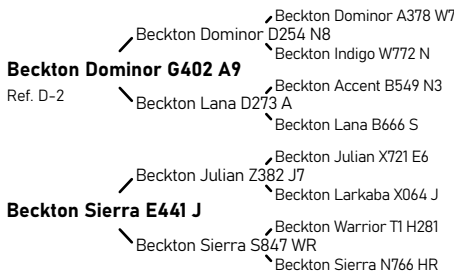 Beckton Dominor A378 W7
Beckton Dominor D254 N8
Beckton Indigo W772 N
Beckton Dominor G402 A9
Ref. D-2
Beckton Accent B549 N3
Beckton Lana D273 A
Beckton Lana B666 S
Beckton Julian X721 E6
Beckton Julian Z382 J7
Beckton Larkaba X064 J
Beckton Sierra E441 J
Beckton Warrior T1 H281
Beckton Sierra S847 WR
Beckton Sierra N766 HR